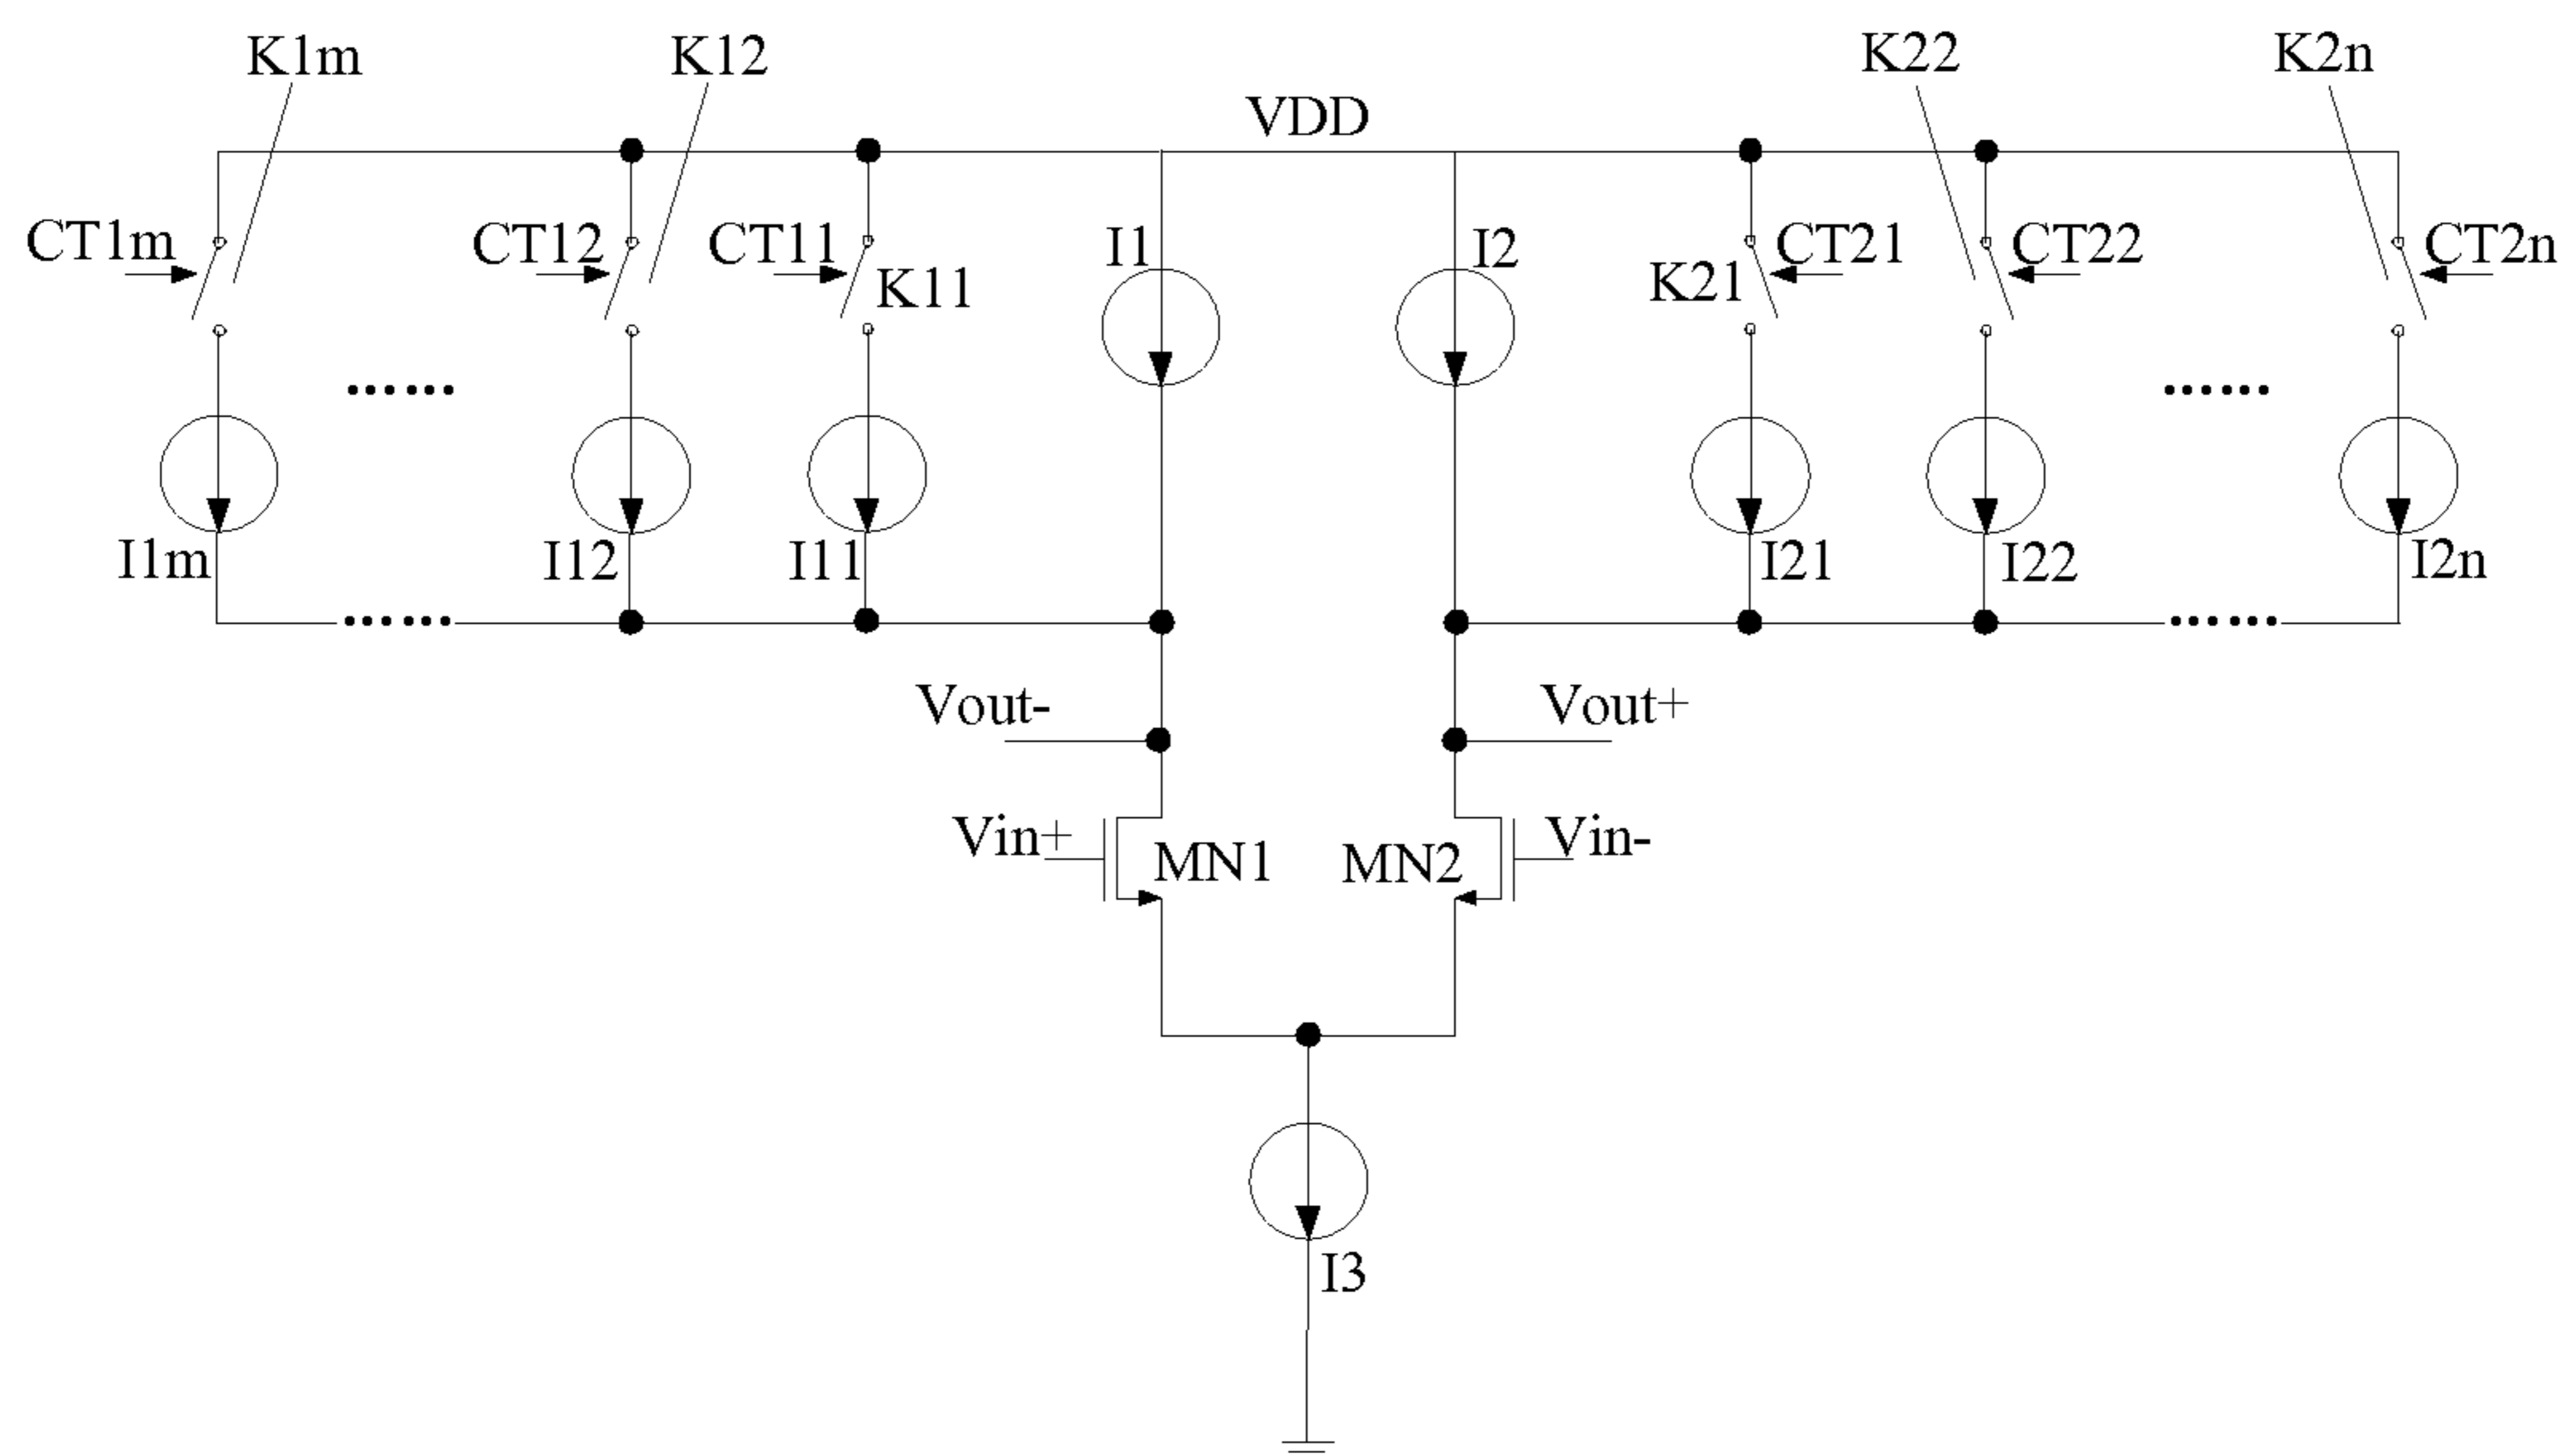 K1m
K12
K22
K2n
VDD
CT1m
CT12
CT11
K11
I1
I2
K21
CT21
CT22
CT2n
I1m
I12
I11
I21
I22
I2n
Vout-
Vout+
Vin+
MN1
MN2
Vin-
I3